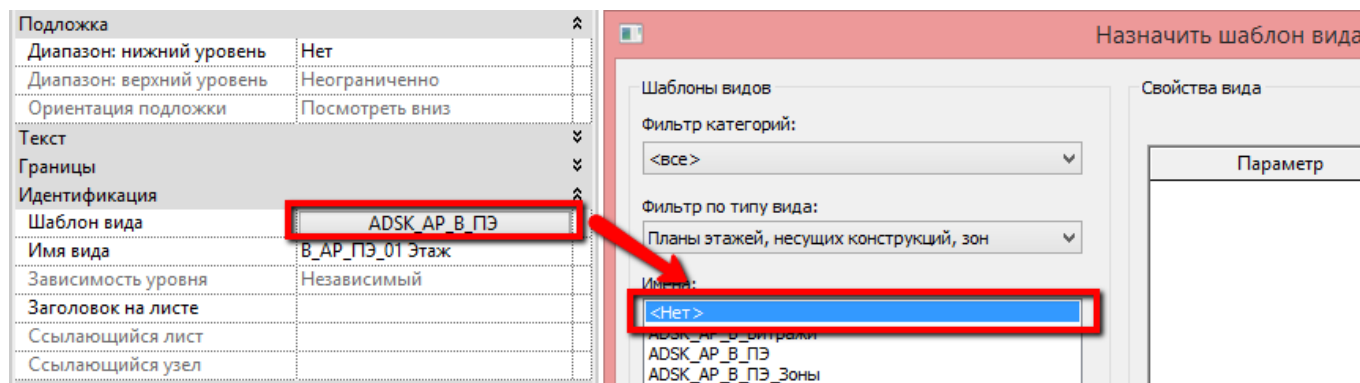 Подложка
Диапазон: нижний уровень Нет
Диапазон: верхний уровень Неограниченно
Ориентация подложки Посмотреть вниз
Текст
Границы
Идентификация
Шаблон вида ADSK_АР_В_ПЭ
Имя вида В_АР_ПЭ_01 Этаж
Зависимость уровня Независимый
Заголовок на листе
Ссылающийся лист
Ссылающийся узел
Назначить шаблон вида
Шаблоны видов
Фильтр категорий:
<все>
Фильтр по типу вида:
Планы этажей, несущих конструкций, зон
Имена:
<Нет>
ADSK_АР_В_Витражи
ADSK_АР_В_ПЭ
ADSK_АР_В_ПЭ_Зоны
Свойства вида
Параметр